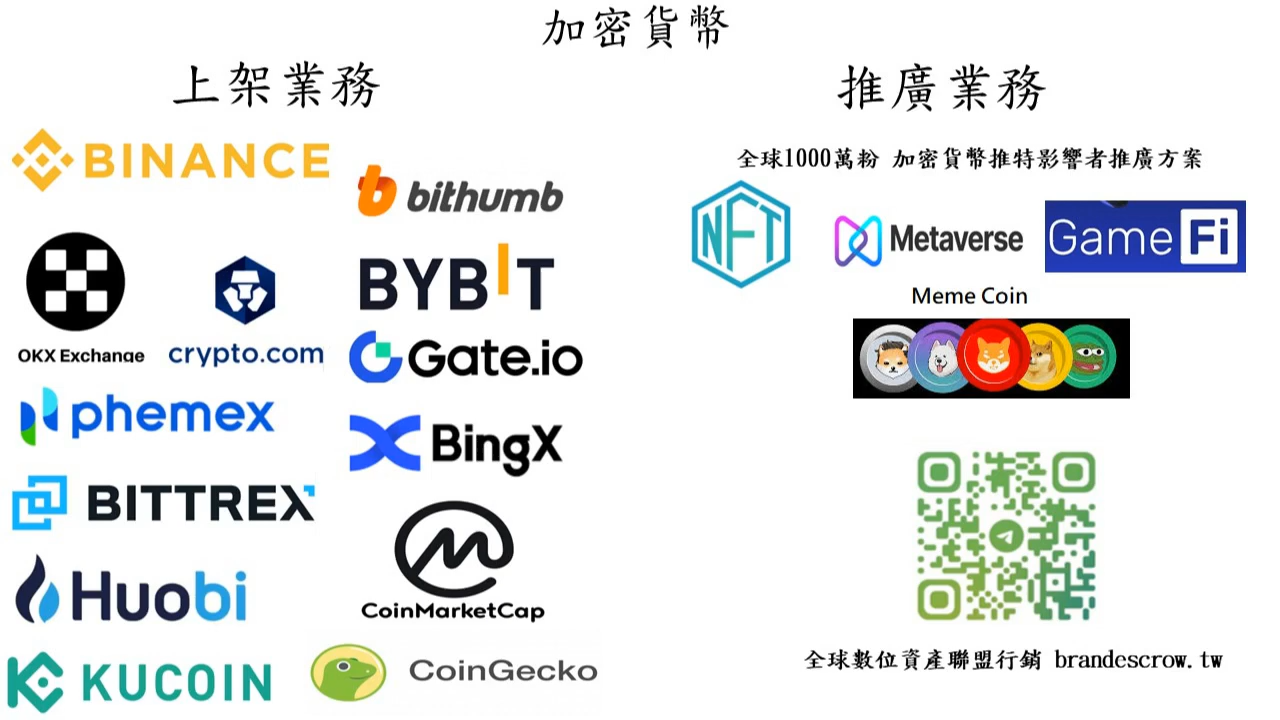 加密貨幣
上架業務
BINANCE
bithumb
OKX Exchange
crypto.com
BYBIT
Gate.io
phemex
BingX
BITTREX
CoinMarketCap
Huobi
KUCOIN
CoinGecko
推廣業務
全球1000萬粉 加密貨幣推特影響者推廣方案
NFT
Metaverse
GameFi
Meme Coin
全球數位資產聯盟行銷 brandescrow.tw